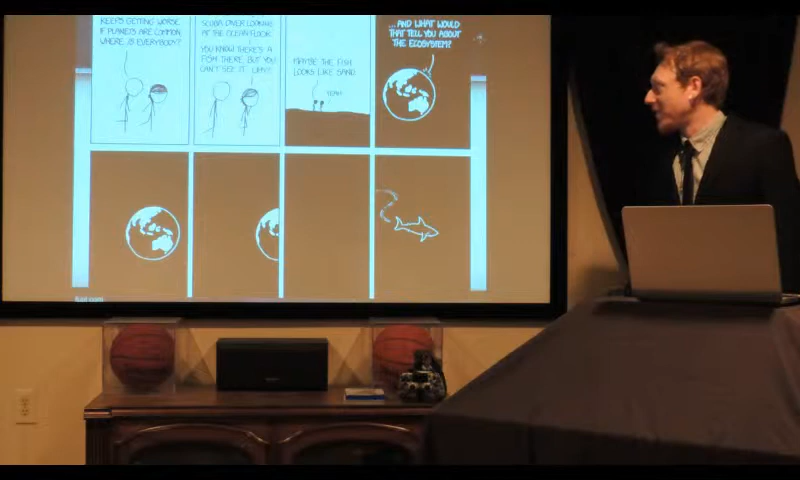 KEEPS GETTING WORSE.
IF PLANETS ARE COMMON,
WHERE IS EVERYBODY?
SCUBA DIVER LOOKING
AT THE OCEAN FLOOR.
YOU KNOW THERE'S A
FISH THERE, BUT YOU
CAN'T SEE IT. WHY?
MAYBE THE FISH
LOOKS LIKE SAND.
YEAH.
...AND WHAT WOULD
THAT TELL YOU ABOUT
THE ECOSYSTEM?